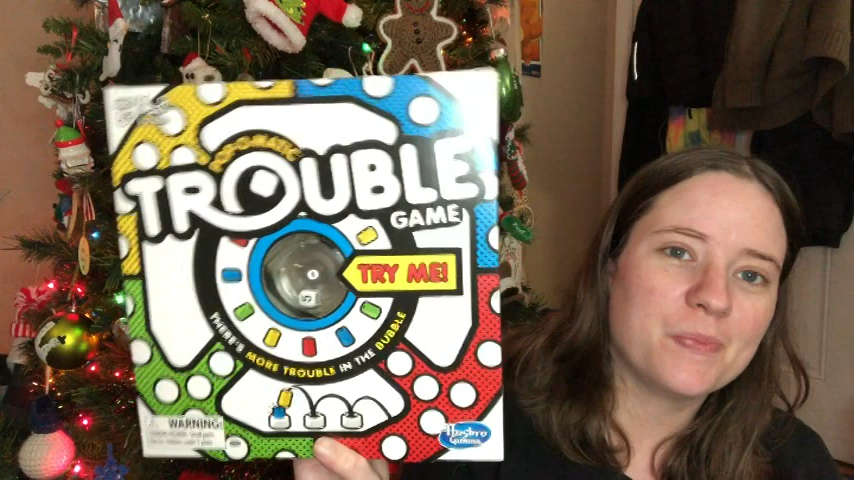 POP-O-MATIC
TROUBLE
GAME
TRY ME!
THERE'S MORE TROUBLE IN THE BUBBLE
WARNING:
Hasbro
Gaming